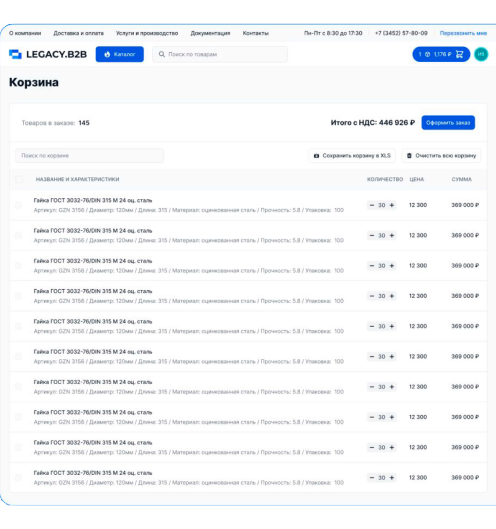 О компании Доставка и оплата Услуги и производство Документация Контакты Пн-Пт с 8:30 до 17:30 +7 (3452) 57-80-09 Перезвонить мне
LEGACY.B2B Каталог Поиск по товарам 1 1,176 ₽
Корзина
Товаров в заказе: 145 Итого с НДС: 446 926 ₽ Оформить заказ
Поиск по корзине Сохранить корзину в XLS Очистить всю корзину
НАЗВАНИЕ И ХАРАКТЕРИСТИКИ КОЛИЧЕСТВО ЦЕНА СУММА
Гайка ГОСТ 3032-76/DIN 315 М 24 оц. сталь
Артикул: GZN 3156 / Диаметр: 120мм / Длина: 315 / Материал: оцинкованная сталь / Прочность: 5.8 / Упаковка: 100 − 30 + 12 300 369 000 ₽
Гайка ГОСТ 3032-76/DIN 315 М 24 оц. сталь
Артикул: GZN 3156 / Диаметр: 120мм / Длина: 315 / Материал: оцинкованная сталь / Прочность: 5.8 / Упаковка: 100 − 30 + 12 300 369 000 ₽
Гайка ГОСТ 3032-76/DIN 315 М 24 оц. сталь
Артикул: GZN 3156 / Диаметр: 120мм / Длина: 315 / Материал: оцинкованная сталь / Прочность: 5.8 / Упаковка: 100 − 30 + 12 300 369 000 ₽
Гайка ГОСТ 3032-76/DIN 315 М 24 оц. сталь
Артикул: GZN 3156 / Диаметр: 120мм / Длина: 315 / Материал: оцинкованная сталь / Прочность: 5.8 / Упаковка: 100 − 30 + 12 300 369 000 ₽
Гайка ГОСТ 3032-76/DIN 315 М 24 оц. сталь
Артикул: GZN 3156 / Диаметр: 120мм / Длина: 315 / Материал: оцинкованная сталь / Прочность: 5.8 / Упаковка: 100 − 30 + 12 300 369 000 ₽
Гайка ГОСТ 3032-76/DIN 315 М 24 оц. сталь
Артикул: GZN 3156 / Диаметр: 120мм / Длина: 315 / Материал: оцинкованная сталь / Прочность: 5.8 / Упаковка: 100 − 30 + 12 300 369 000 ₽
Гайка ГОСТ 3032-76/DIN 315 М 24 оц. сталь
Артикул: GZN 3156 / Диаметр: 120мм / Длина: 315 / Материал: оцинкованная сталь / Прочность: 5.8 / Упаковка: 100 − 30 + 12 300 369 000 ₽
Гайка ГОСТ 3032-76/DIN 315 М 24 оц. сталь
Артикул: GZN 3156 / Диаметр: 120мм / Длина: 315 / Материал: оцинкованная сталь / Прочность: 5.8 / Упаковка: 100 − 30 + 12 300 369 000 ₽
Гайка ГОСТ 3032-76/DIN 315 М 24 оц. сталь
Артикул: GZN 3156 / Диаметр: 120мм / Длина: 315 / Материал: оцинкованная сталь / Прочность: 5.8 / Упаковка: 100 − 30 + 12 300 369 000 ₽
Гайка ГОСТ 3032-76/DIN 315 М 24 оц. сталь
Артикул: GZN 3156 / Диаметр: 120мм / Длина: 315 / Материал: оцинкованная сталь / Прочность: 5.8 / Упаковка: 100 − 30 + 12 300 369 000 ₽